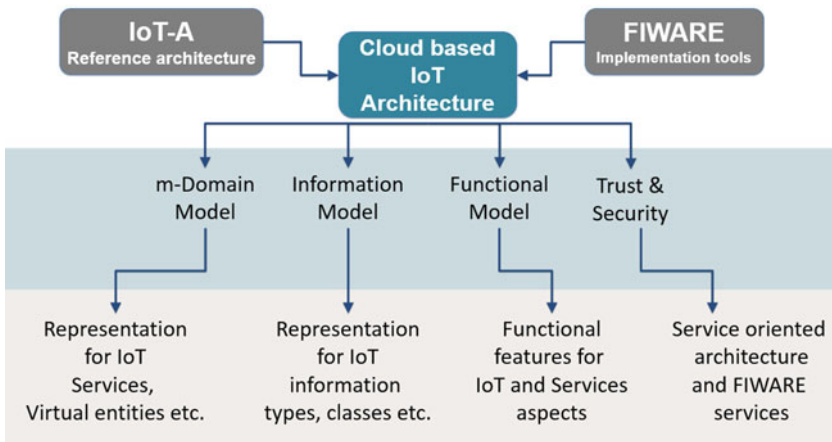 IoT-A
Reference architecture
Cloud based
IoT
Architecture
FIWARE
Implementation tools
m-Domain
Model
Information
Model
Functional
Model
Trust &
Security
Representation
for IoT
Services,
Virtual entities etc.
Representation
for IoT
information
types, classes etc.
Functional
features for
IoT and Services
aspects
Service oriented
architecture
and FIWARE
services